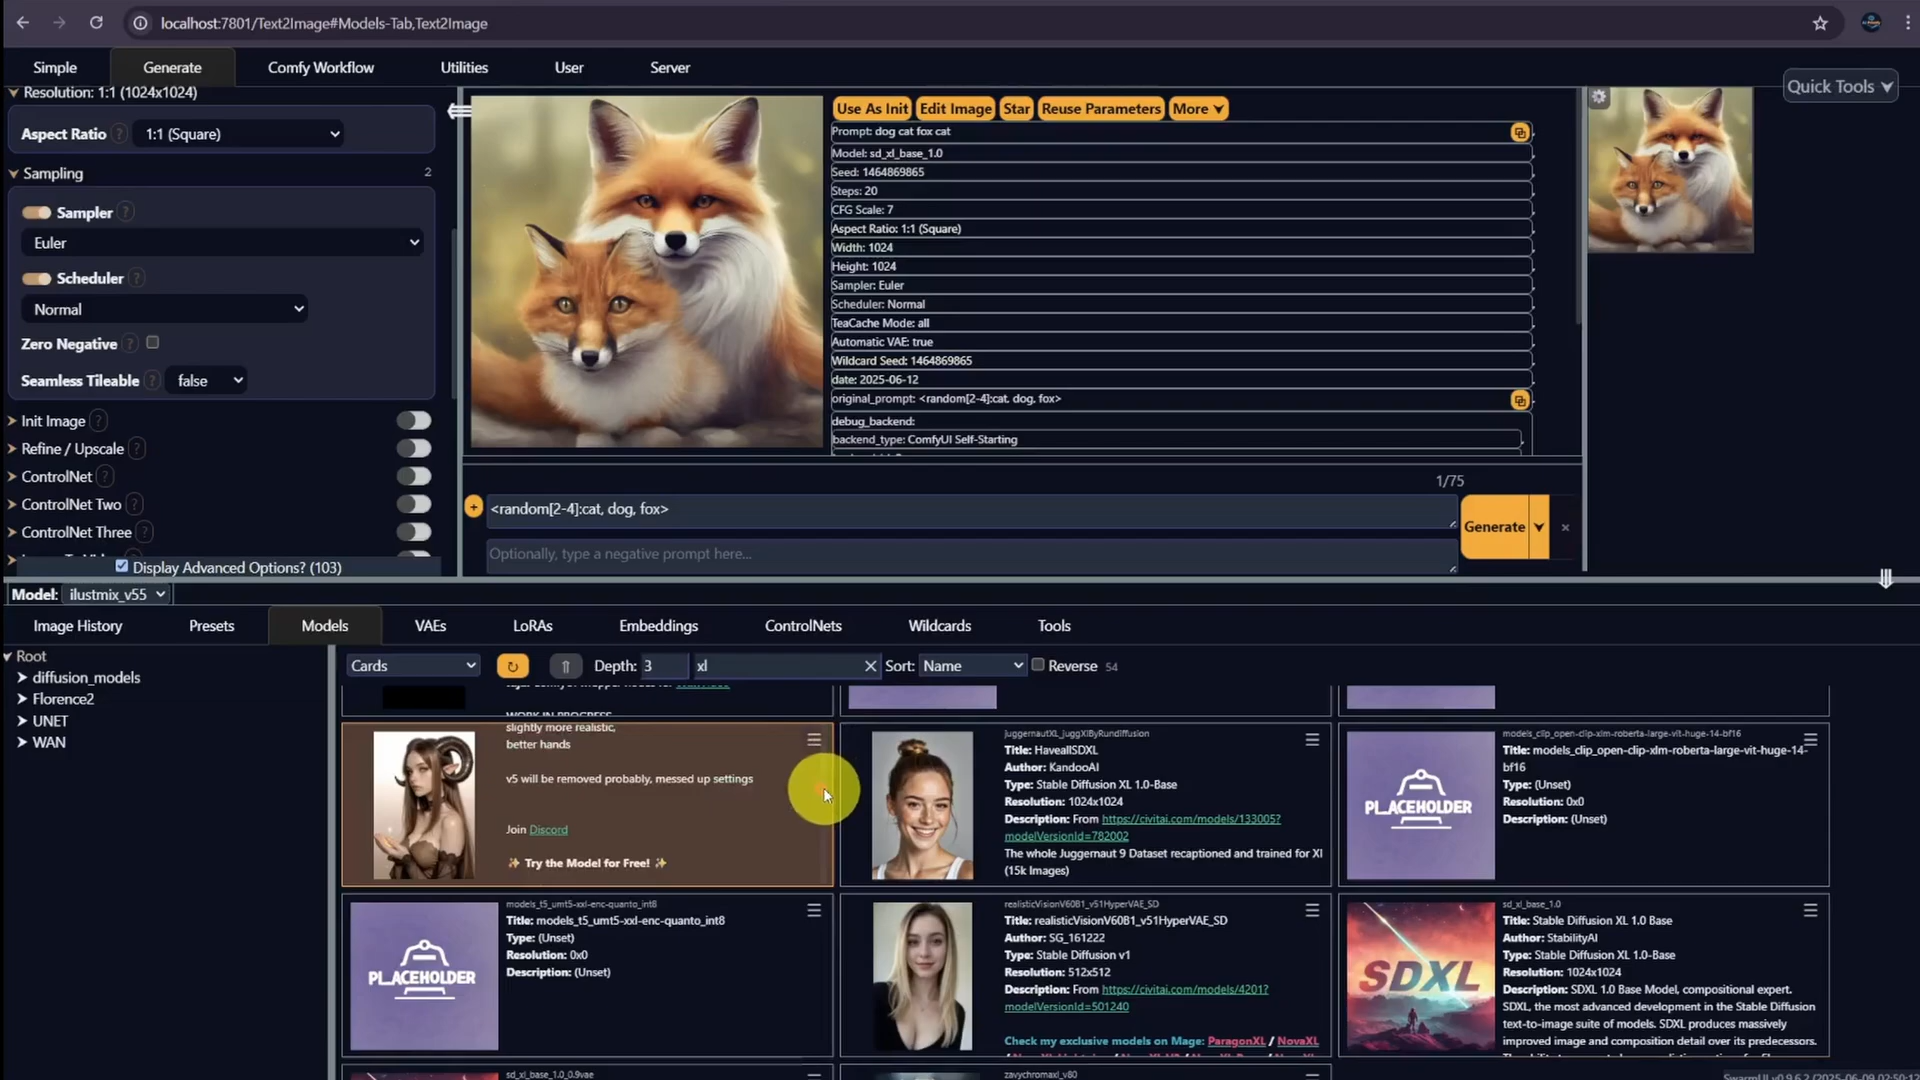 localhost:7801/Text2Image#Models-Tab,Text2Image
Simple
Generate
Comfy Workflow
Utilities
User
Server
Quick Tools
Resolution: 1:1 (1024x1024)
Aspect Ratio ? 1:1 (Square)
Sampling 2
Sampler ?
Euler
Scheduler ?
Normal
Zero Negative ?
Seamless Tileable ? false
Init Image ?
Refine / Upscale ?
ControlNet ?
ControlNet Two ?
ControlNet Three ?
Display Advanced Options? (103)
Use As Init
Edit Image
Star
Reuse Parameters
More
Prompt: dog cat fox cat
Model: sd_xl_base_1.0
Seed: 1464869865
Steps: 20
CFG Scale: 7
Aspect Ratio: 1:1 (Square)
Width: 1024
Height: 1024
Sampler: Euler
Scheduler: Normal
TeaCache Mode: all
Automatic VAE: true
Wildcard Seed: 1464869865
date: 2025-06-12
original_prompt: <random[2-4]:cat, dog, fox>
debug_backend:
backend_type: ComfyUI Self-Starting
1/75
+
<random[2-4]:cat, dog, fox>
Optionally, type a negative prompt here...
Generate
×
Model: ilustmix_v55
Image History
Presets
Models
VAEs
LoRAs
Embeddings
ControlNets
Wildcards
Tools
Root
diffusion_models
Florence2
UNET
WAN
Cards
Depth: 3
xl
Sort: Name
Reverse 54
WORK IN PROGRESS
slightly more realistic,
better hands
v5 will be removed probably, messed up settings
Join Discord
✨ Try the Model for Free! ✨
juggernautXL_juggXIByRundiffusion
Title: HaveallSDXL
Author: KandooAI
Type: Stable Diffusion XL 1.0-Base
Resolution: 1024x1024
Description: From https://civitai.com/models/133005?
modelVersionId=782002
The whole Juggernaut 9 Dataset recaptioned and trained for XI
(15k Images)
PLACEHOLDER
models_clip_open-clip-xlm-roberta-large-vit-huge-14-bf16
Title: models_clip_open-clip-xlm-roberta-large-vit-huge-14-
bf16
Type: (Unset)
Resolution: 0x0
Description: (Unset)
PLACEHOLDER
models_t5_umt5-xxl-enc-quanto_int8
Title: models_t5_umt5-xxl-enc-quanto_int8
Type: (Unset)
Resolution: 0x0
Description: (Unset)
realisticVisionV60B1_v51HyperVAE_SD
Title: realisticVisionV60B1_v51HyperVAE_SD
Author: SG_161222
Type: Stable Diffusion v1
Resolution: 512x512
Description: From https://civitai.com/models/4201?
modelVersionId=501240
Check my exclusive models on Mage: ParagonXL / NovaXL
SDXL
sd_xl_base_1.0
Title: Stable Diffusion XL 1.0 Base
Author: StabilityAI
Type: Stable Diffusion XL 1.0-Base
Resolution: 1024x1024
Description: SDXL 1.0 Base Model, compositional expert.
SDXL, the most advanced development in the Stable Diffusion
text-to-image suite of models. SDXL produces massively
improved image and composition detail over its predecessors.
sd_xl_base_1.0_0.9vae
zavychromaxl_v80